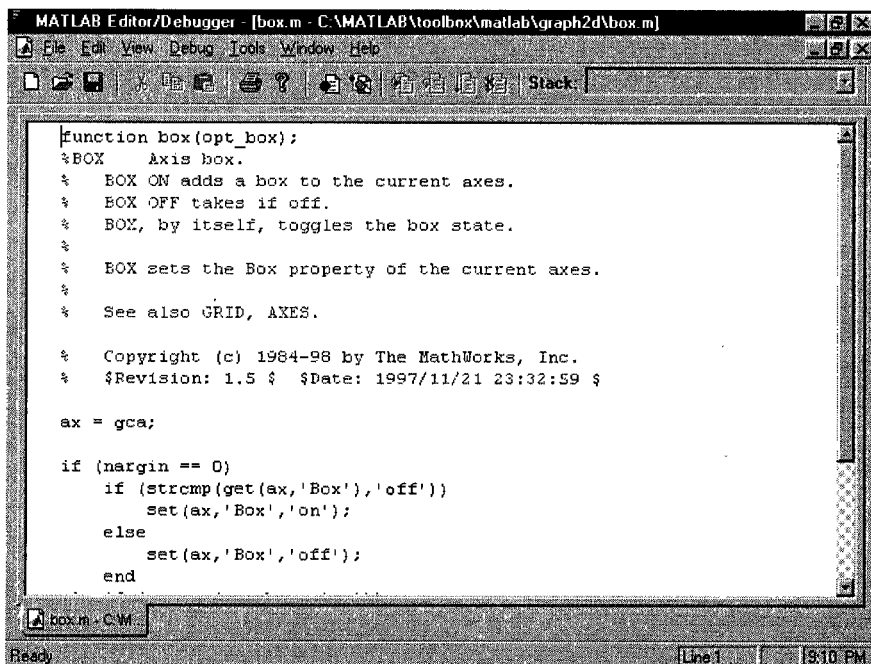 MATLAB Editor/Debugger - [box.m - C:\MATLAB\toolbox\matlab\graph2d\box.m]
File Edit View Debug Tools Window Help
Stack:
function box(opt_box);
%BOX    Axis box.
%   BOX ON adds a box to the current axes.
%   BOX OFF takes if off.
%   BOX, by itself, toggles the box state.
%
%   BOX sets the Box property of the current axes.
%
%   See also GRID, AXES.
%   Copyright (c) 1984-98 by The MathWorks, Inc.
%   $Revision: 1.5 $  $Date: 1997/11/21 23:32:59 $
ax = gca;
if (nargin == 0)
    if (strcmp(get(ax,'Box'),'off'))
        set(ax,'Box','on');
    else
        set(ax,'Box','off');
    end
box.m - C:\M
Ready
Line 1
9:10 PM